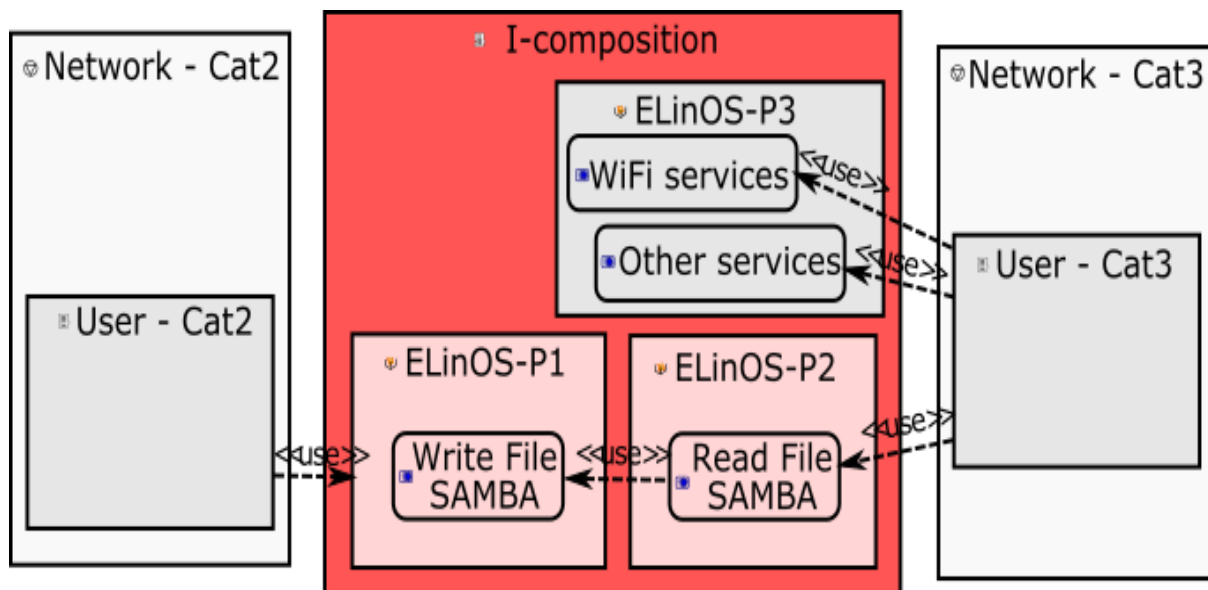 I-composition
Network - Cat2
User - Cat2
<<use>>
ELinOS-P3
WiFi services
Other services
ELinOS-P1
Write File
SAMBA
<<use>>
ELinOS-P2
Read File
SAMBA
<<use>>
<<use>>
<<use>>
Network - Cat3
User - Cat3